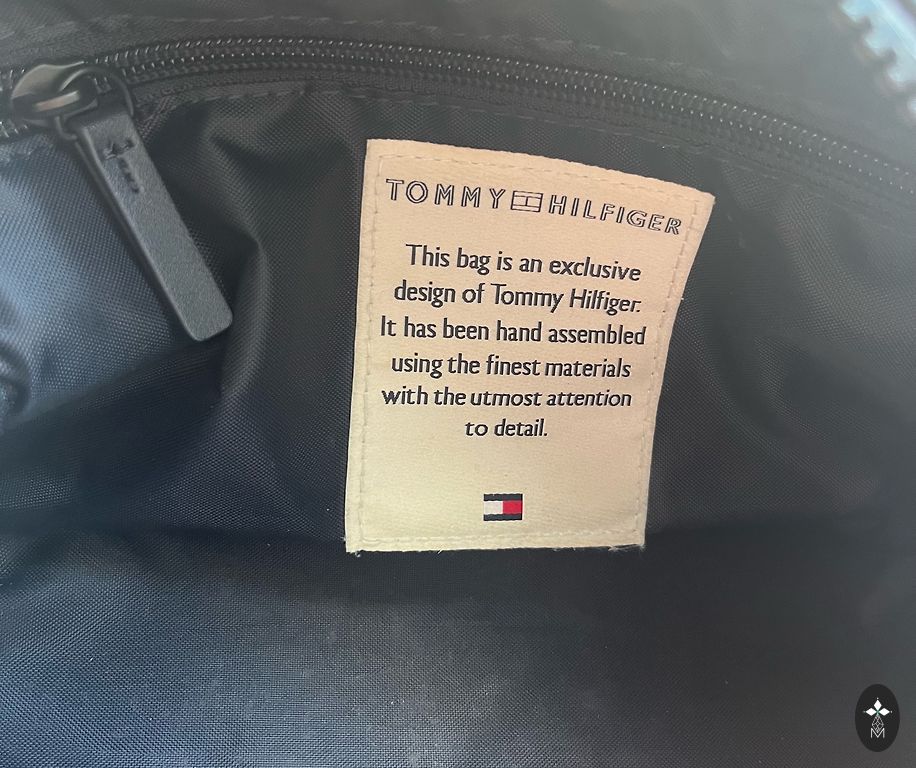 TOMMY HILFIGER
This bag is an exclusive
design of Tommy Hilfiger.
It has been hand assembled
using the finest materials
with the utmost attention
to detail.
M